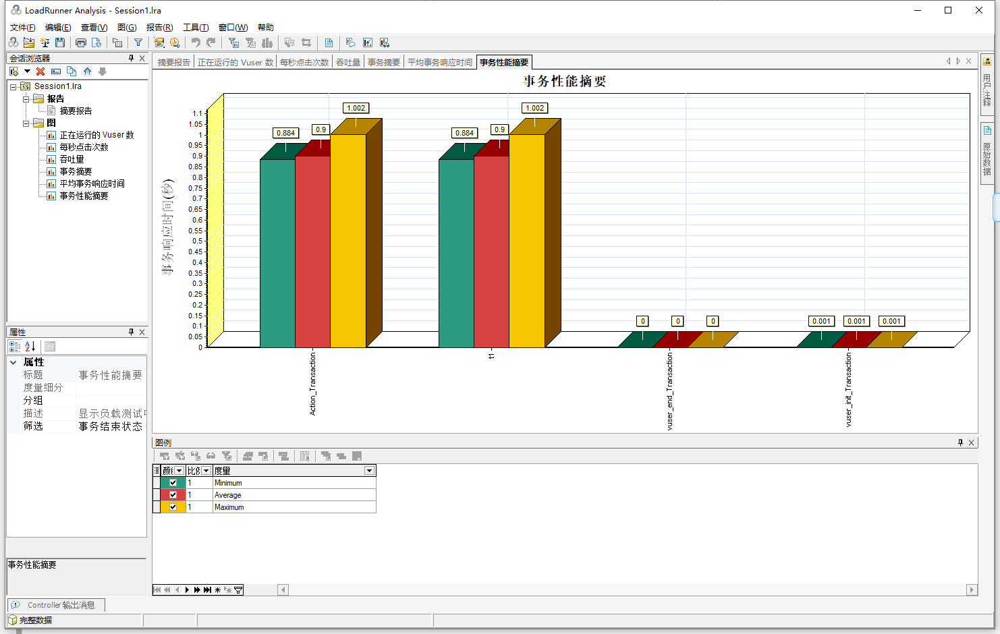 LoadRunner Analysis - Session1.lra
文件(F) 编辑(E) 查看(V) 图(G) 报告(R) 工具(T) 窗口(W) 帮助
会话浏览器
Session1.lra
报告
摘要报告
图
正在运行的 Vuser 数
每秒点击次数
吞吐量
事务摘要
平均事务响应时间
事务性能摘要
属性
属性
标题 事务性能摘要
度量细分
分组
描述 显示负载测试中
筛选 事务结束状态
事务性能摘要
摘要报告 正在运行的 Vuser 数 每秒点击次数 吞吐量 事务摘要 平均事务响应时间 事务性能摘要
事务性能摘要
事务响应时间(秒)
1.1
1.05
1
0.95
0.9
0.85
0.8
0.75
0.7
0.65
0.6
0.55
0.5
0.45
0.4
0.35
0.3
0.25
0.2
0.15
0.1
0.05
0
0.884 0.9 1.002
0.884 0.9 1.002
0 0 0
0.001 0.001 0.001
Action_Transaction
t1
vuser_end_Transaction
vuser_init_Transaction
用户注释
原始数据
图例
颜 比例 度量
1 Minimum
1 Average
1 Maximum
Controller 输出消息
完整数据